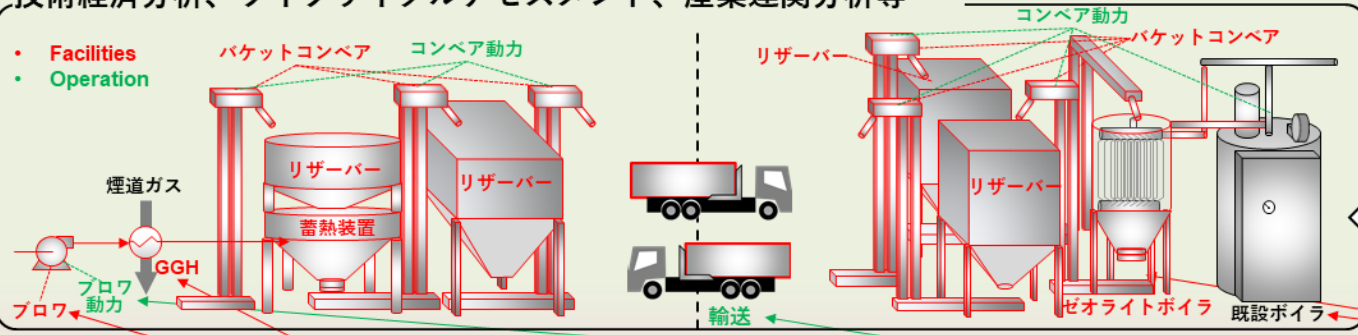 技術経済分析、ライフサイクルアセスメント、産業連関分析等
• Facilities
• Operation
バケットコンベア
コンベア動力
リザーバー
蓄熱装置
リザーバー
煙道ガス
GGH
ブロワ
動力
ブロワ
輸送
コンベア動力
リザーバー
バケットコンベア
リザーバー
ゼオライトボイラ
既設ボイラ